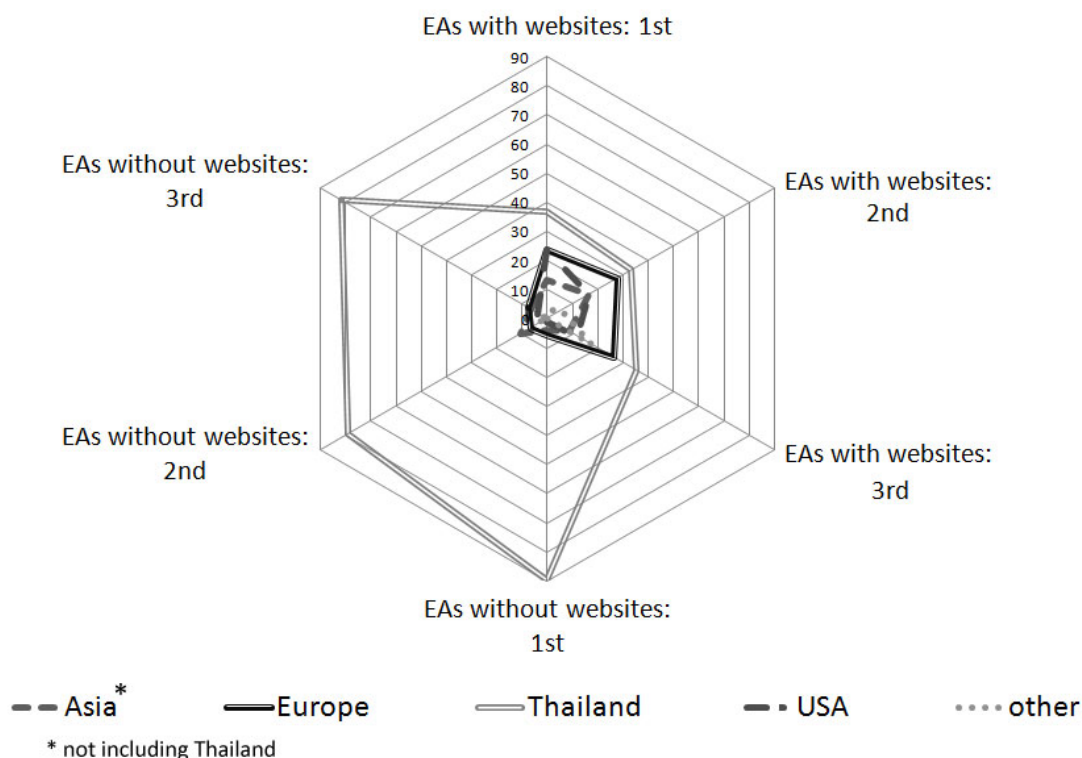 EAs with websites: 1st
90
80
70
60
50
40
30
20
10
0
EAs without websites:
3rd
EAs with websites:
2nd
EAs without websites:
2nd
EAs with websites:
3rd
EAs without websites:
1st
Asia* Europe Thailand USA other
* not including Thailand